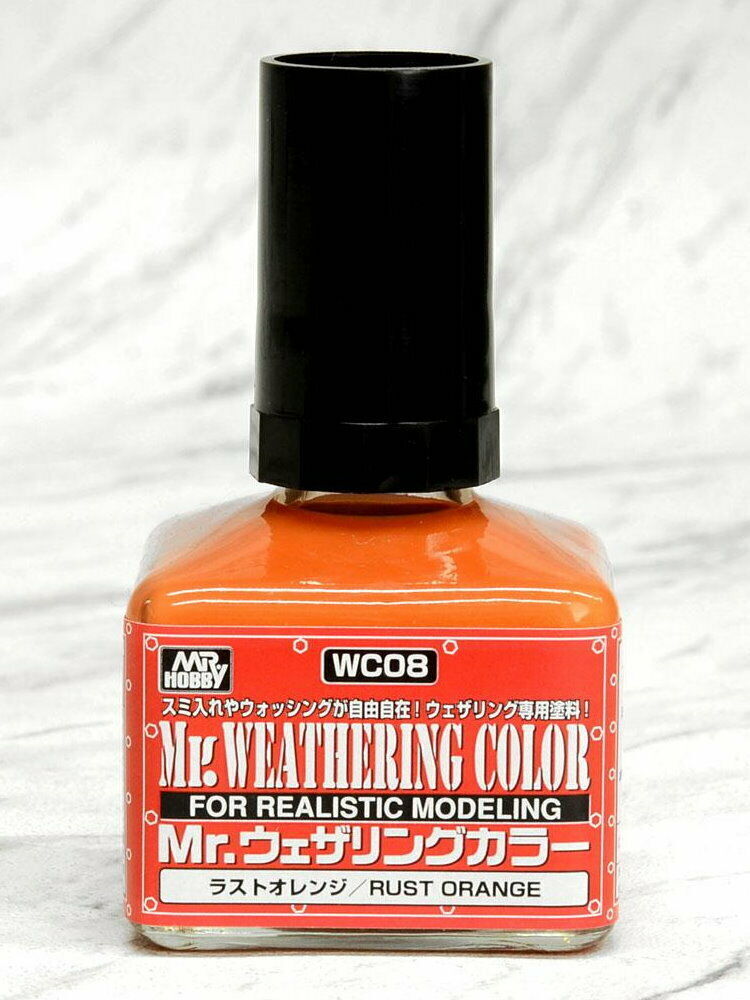 MR. HOBBY
WC08
スミ入れやウォッシングが自由自在！ウェザリング専用塗料！
Mr. WEATHERING COLOR
FOR REALISTIC MODELING
Mr.ウェザリングカラー
ラストオレンジ／RUST ORANGE